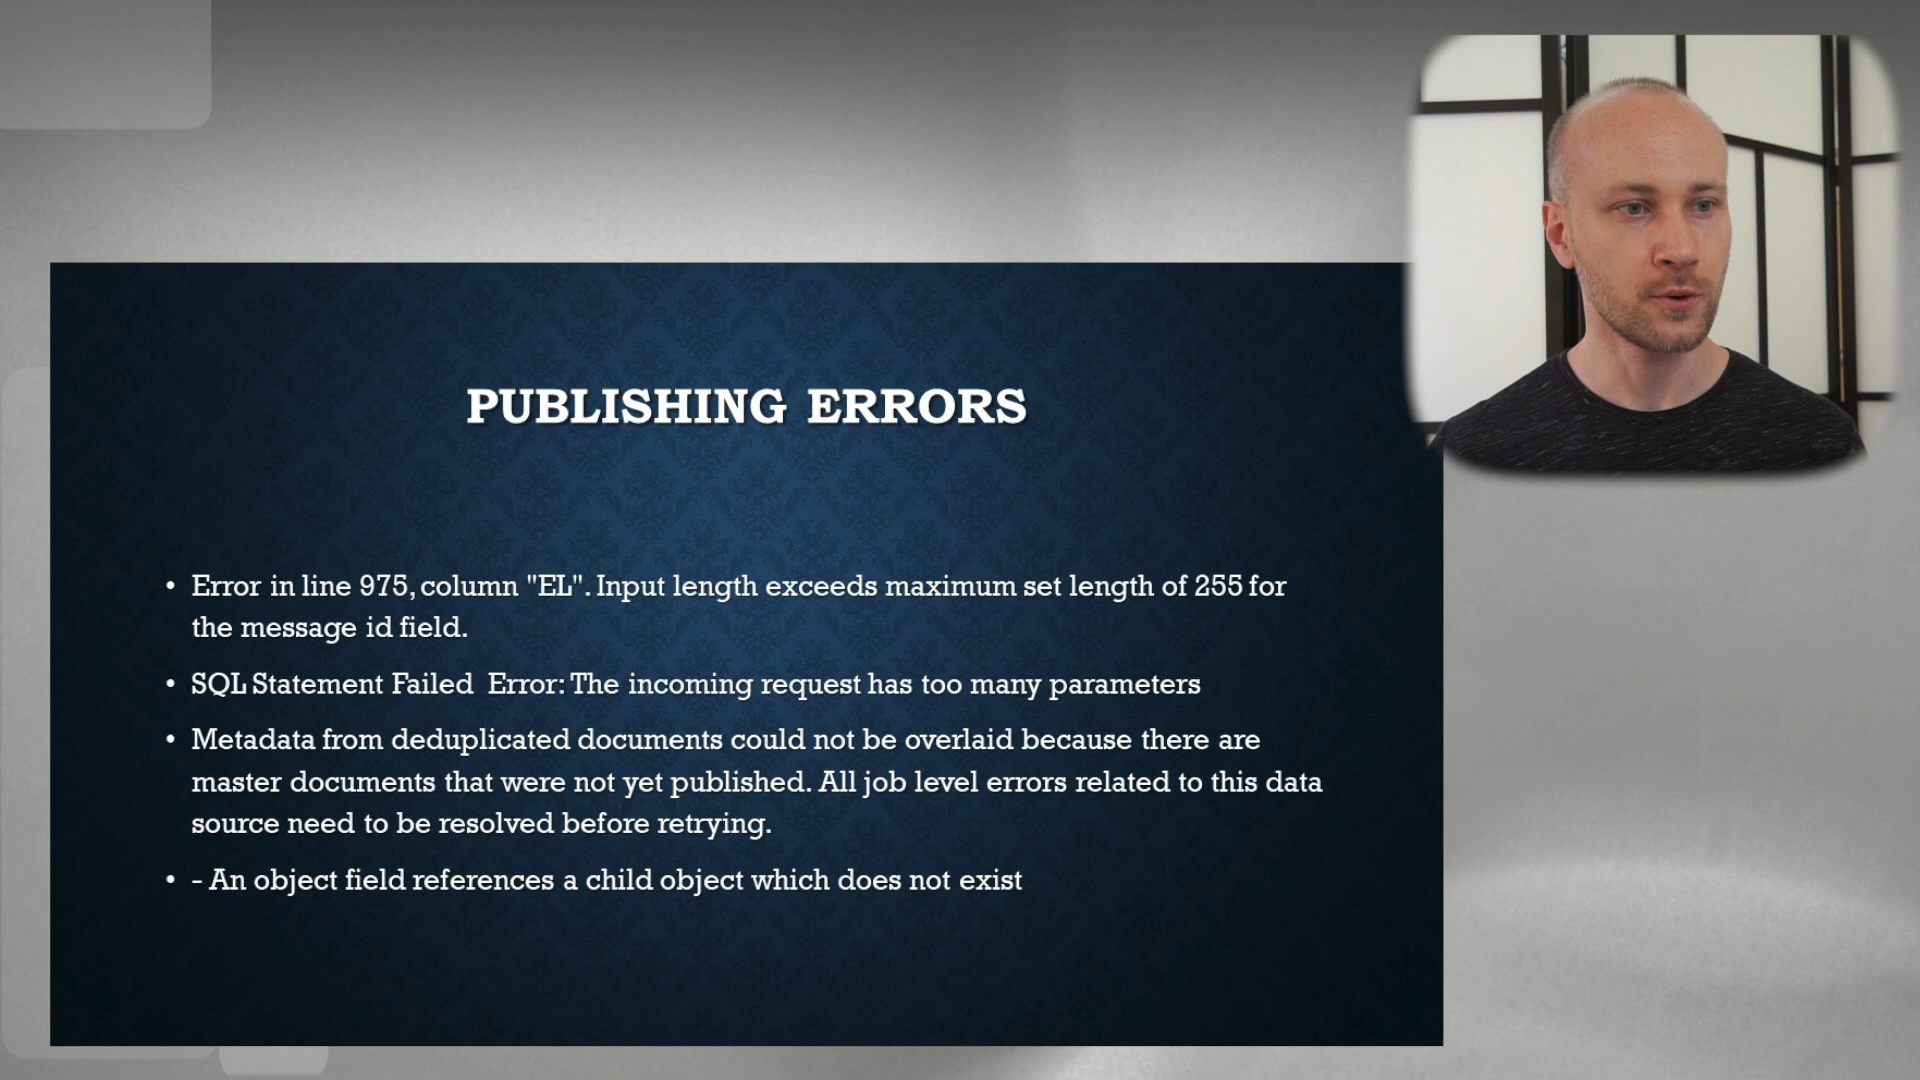 PUBLISHING ERRORS
• Error in line 975, column "EL". Input length exceeds maximum set length of 255 for
the message id field.
• SQL Statement Failed  Error: The incoming request has too many parameters
• Metadata from deduplicated documents could not be overlaid because there are
master documents that were not yet published. All job level errors related to this data
source need to be resolved before retrying.
• - An object field references a child object which does not exist